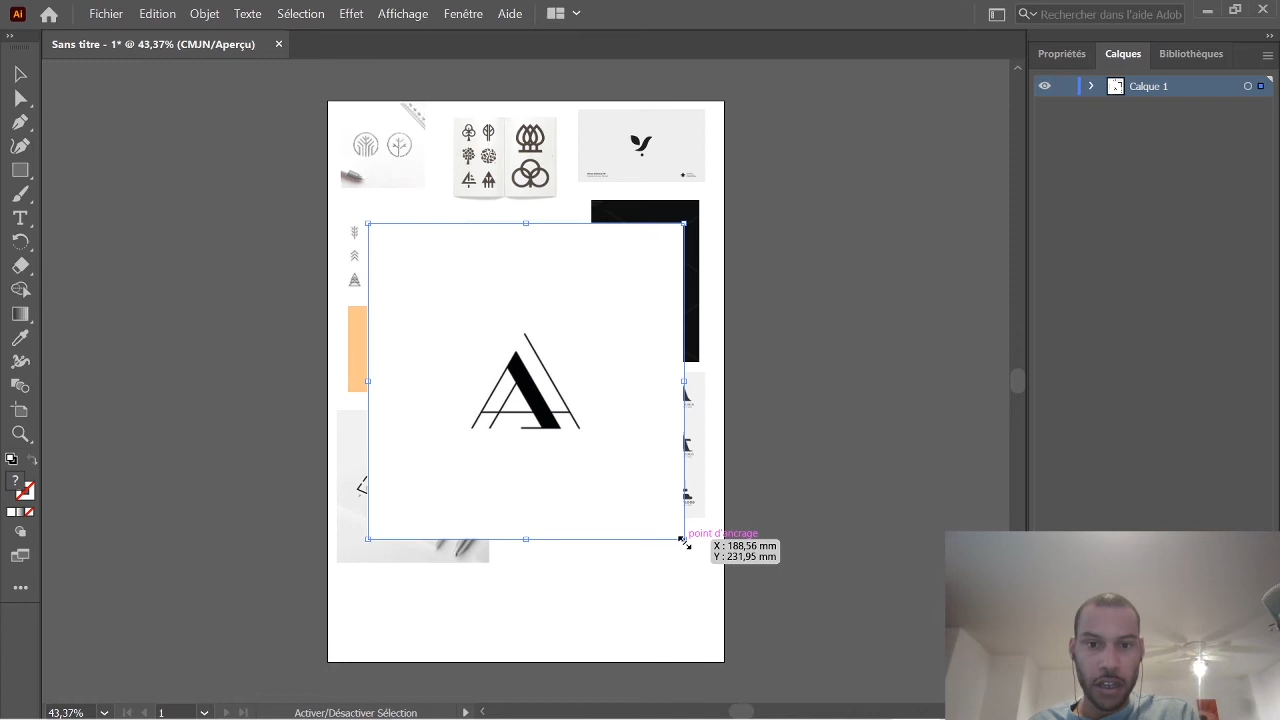 Ai
Fichier Edition Objet Texte Sélection Effet Affichage Fenêtre Aide
Rechercher dans l'aide Adob
Sans titre - 1* @ 43,37% (CMJN/Aperçu)
Propriétés Calques Bibliothèques
Calque 1
point d'ancrage
X : 188,56 mm
Y : 231,95 mm
?
43,37% 1 Activer/Désactiver Sélection